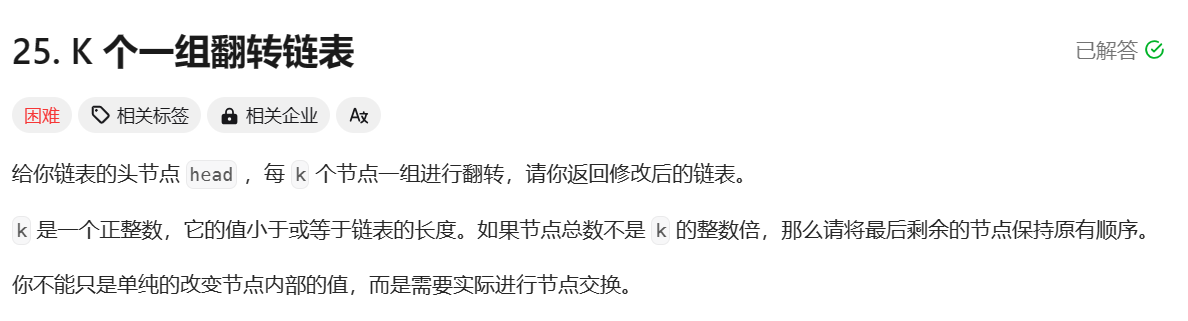 25. K 个一组翻转链表
已解答
困难 相关标签 相关企业 A文
给你链表的头节点 head ，每 k 个节点一组进行翻转，请你返回修改后的链表。
k 是一个正整数，它的值小于或等于链表的长度。如果节点总数不是 k 的整数倍，那么请将最后剩余的节点保持原有顺序。
你不能只是单纯的改变节点内部的值，而是需要实际进行节点交换。